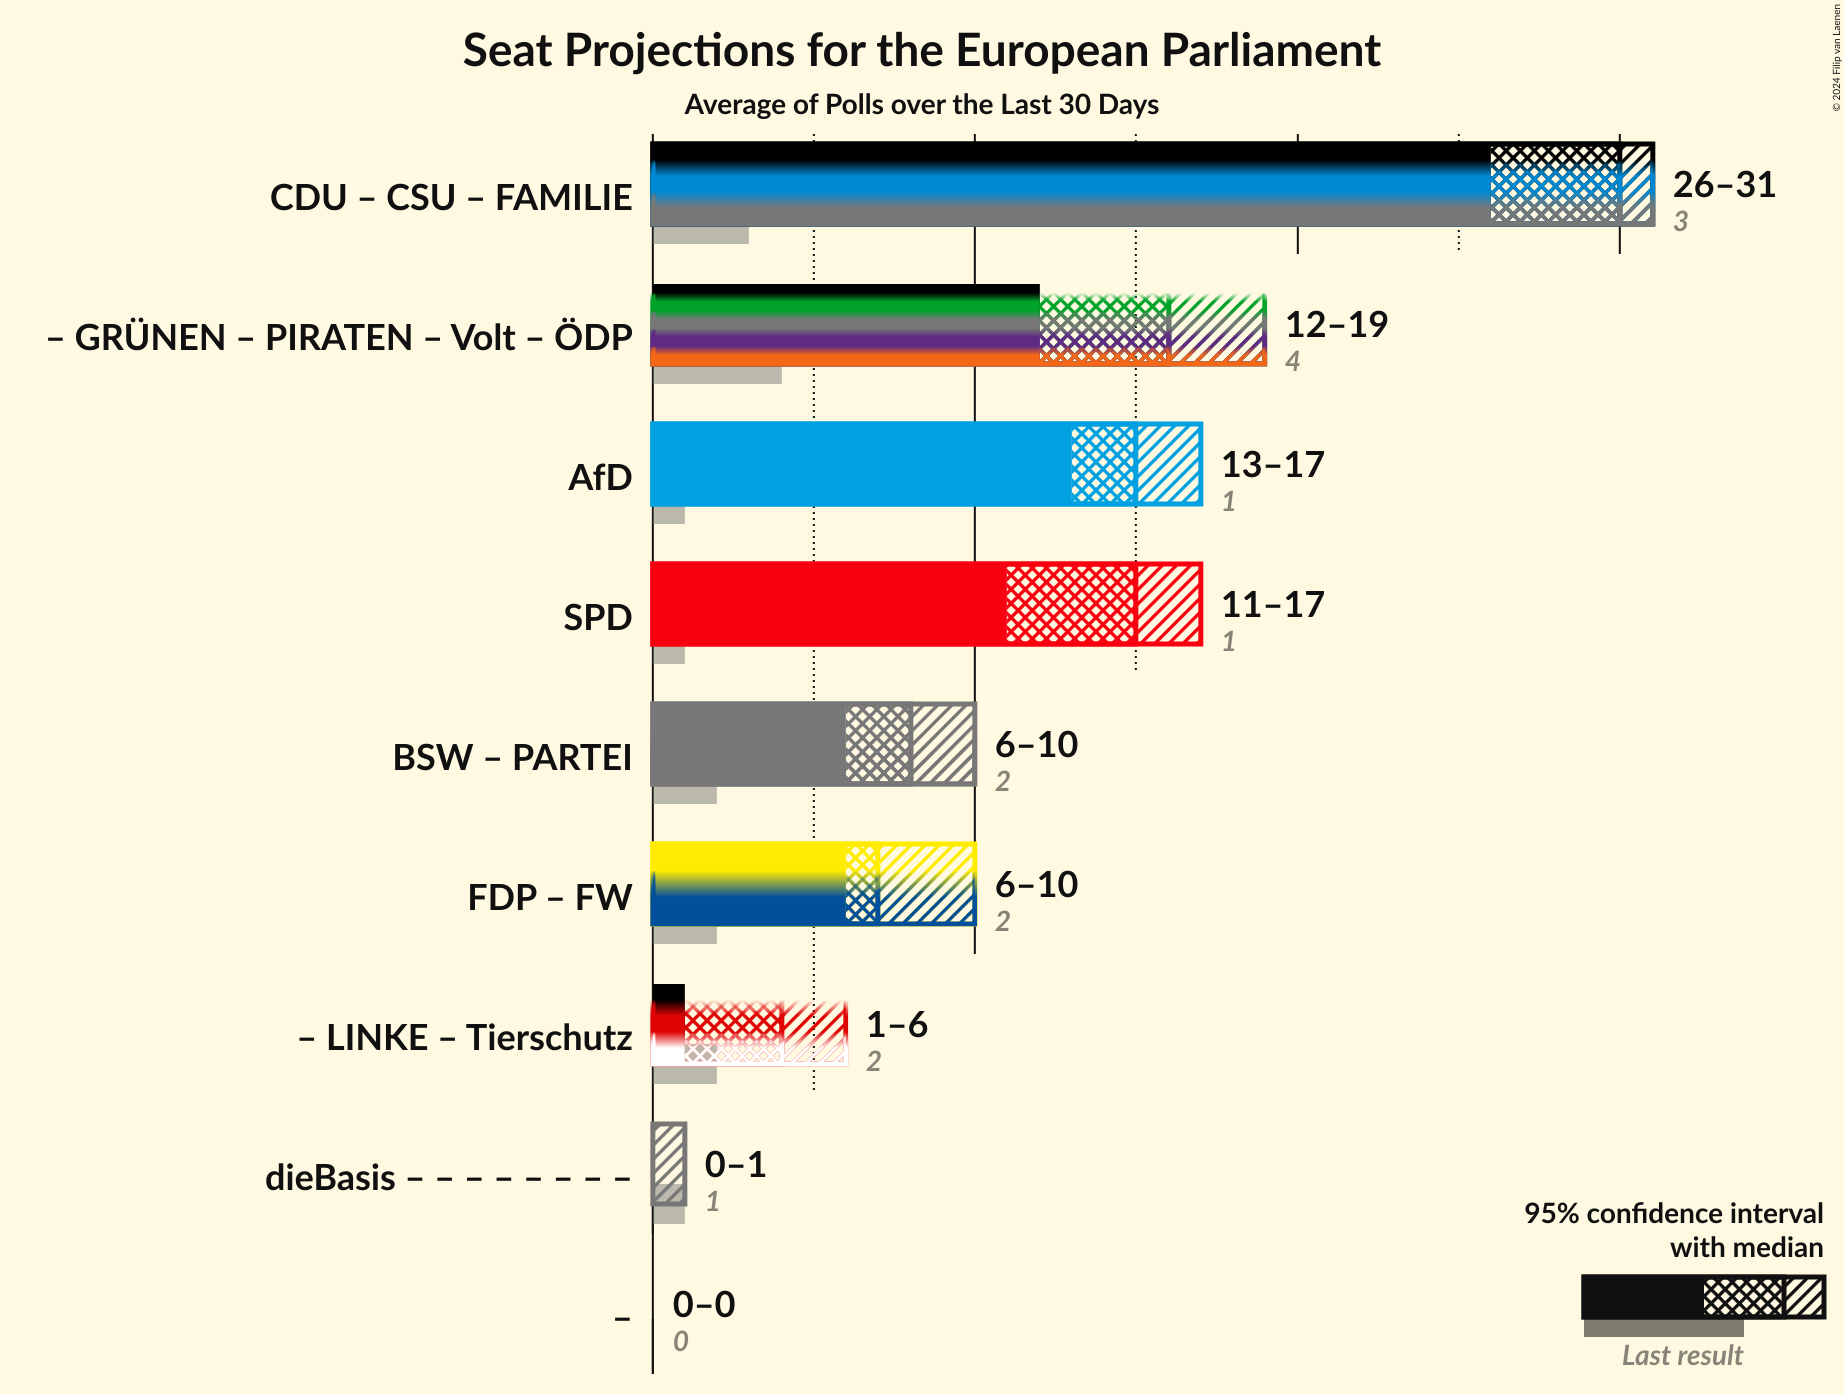 Seat Projections for the European Parliament
Average of Polls over the Last 30 Days
© 2024 Filip van Laenen
CDU – CSU – FAMILIE
26–31
3
– GRÜNEN – PIRATEN – Volt – ÖDP
12–19
4
AfD
13–17
1
SPD
11–17
1
BSW – PARTEI
6–10
2
FDP – FW
6–10
2
– LINKE – Tierschutz
1–6
2
dieBasis – – – – – – – –
0–1
1
–
0–0
0
95% confidence interval
with median
Last result